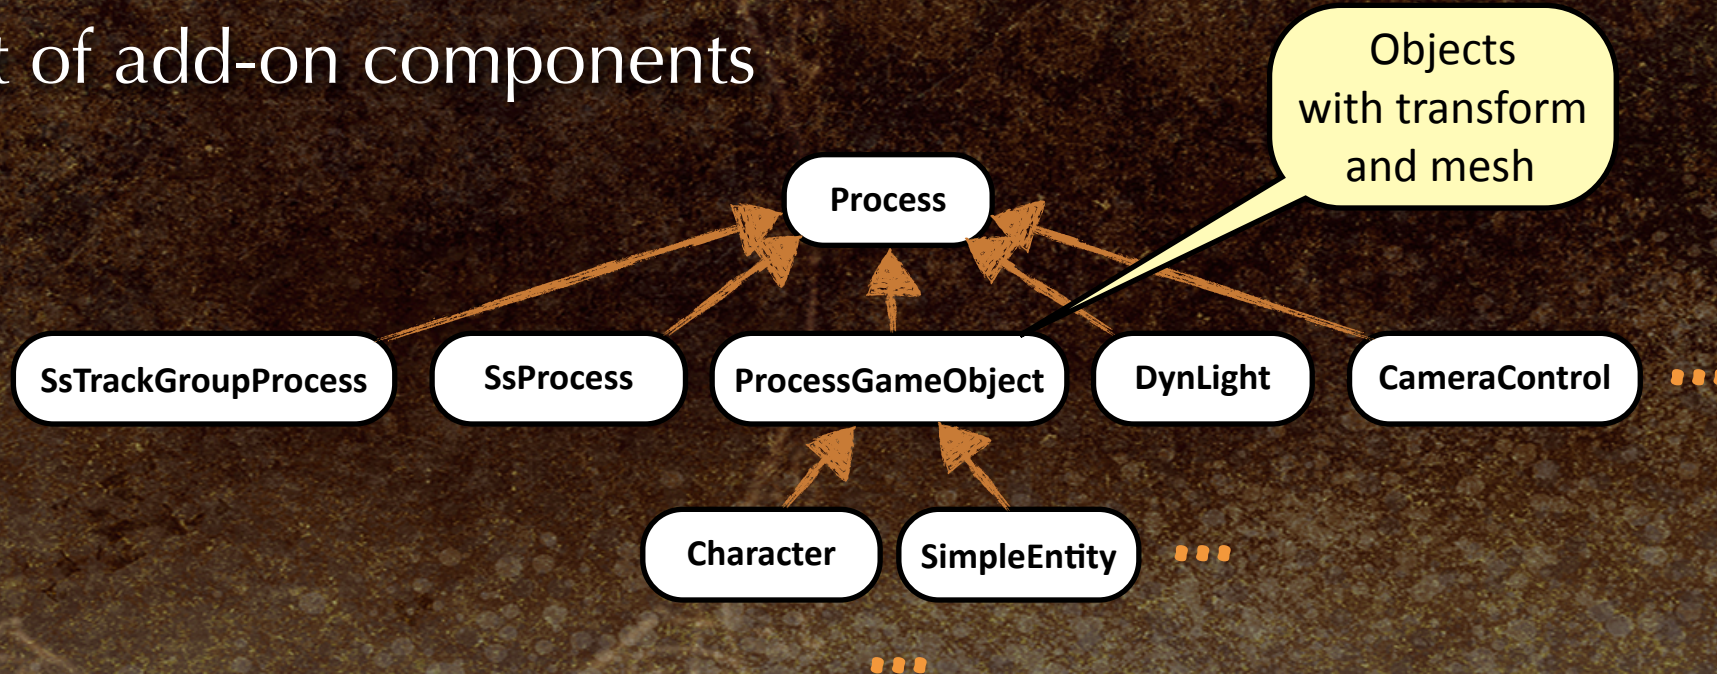 of add-on components
Objects
with transform
and mesh
Process
SsTrackGroupProcess
SsProcess
ProcessGameObject
DynLight
CameraControl
...
Character
SimpleEntity
...
...